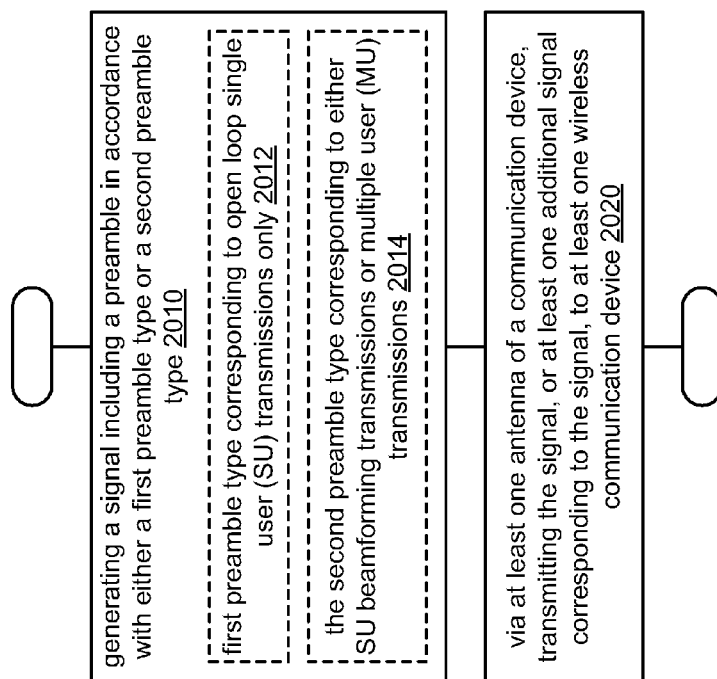 generating a signal including a preamble in accordance
with either a first preamble type or a second preamble
type 2010
first preamble type corresponding to open loop single
user (SU) transmissions only 2012
the second preamble type corresponding to either
SU beamforming transmissions or multiple user (MU)
transmissions 2014
via at least one antenna of a communication device,
transmitting the signal, or at least one additional signal
corresponding to the signal, to at least one wireless
communication device 2020